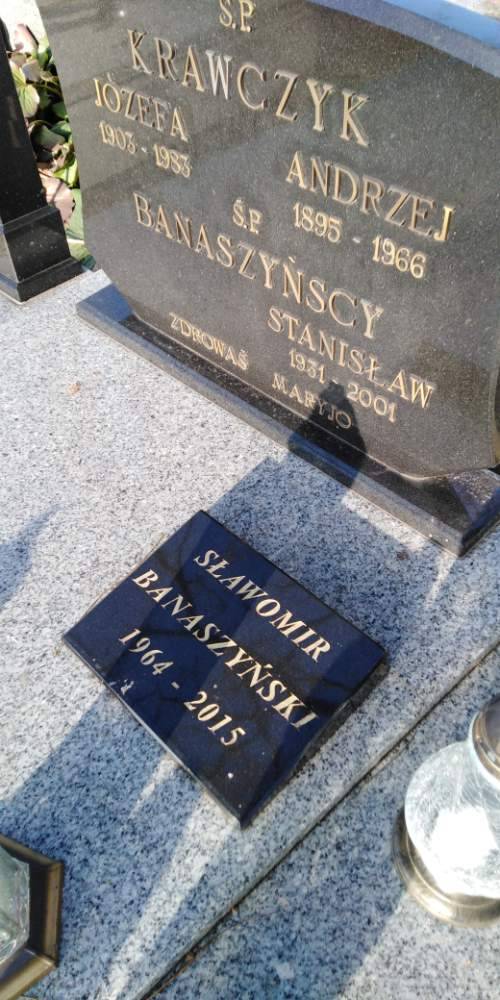 Ś.P.
KRAWCZYK
JÓZEFA
1903 - 1983
ANDRZEJ
1895 - 1966
Ś.P
BANASZYŃSCY
STANISŁAW
1931 - 2001
ZDROWAŚ MARYJO
SŁAWOMIR
BANASZYŃSKI
1964 - 2015